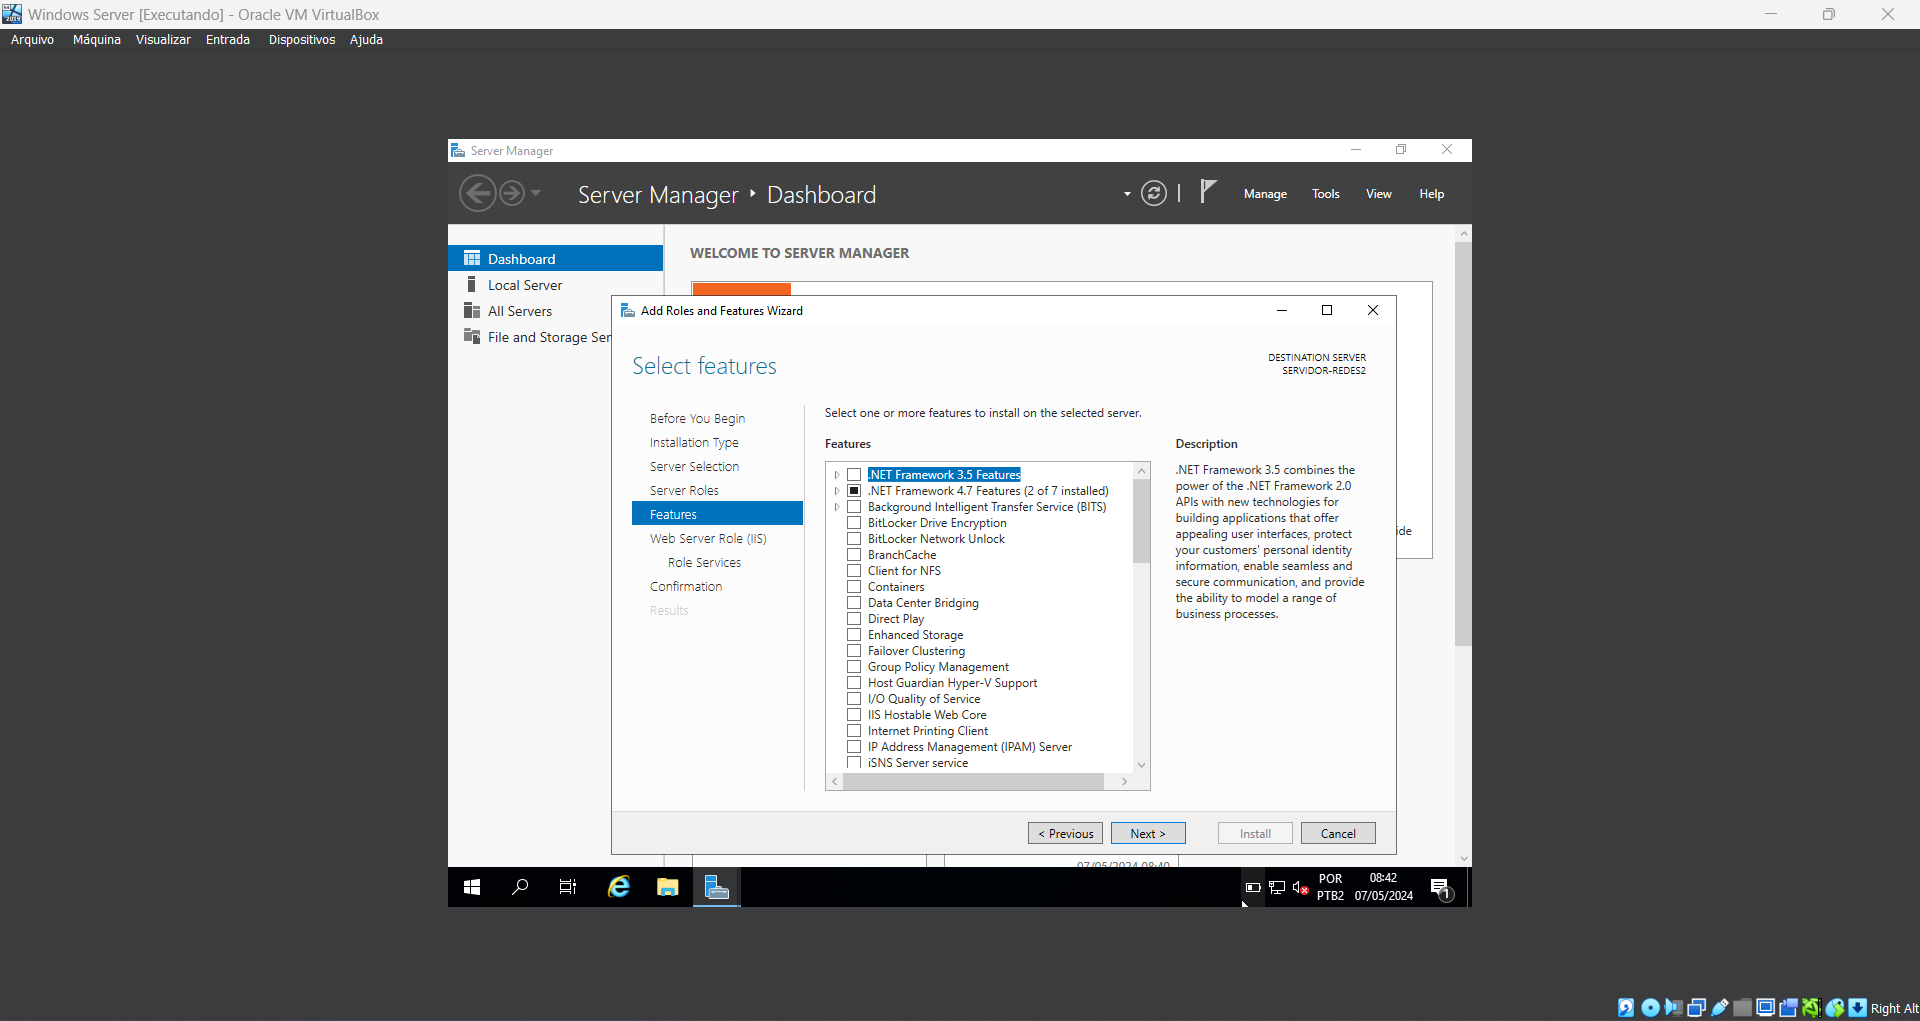 Windows Server [Executando] - Oracle VM VirtualBox
Arquivo Máquina Visualizar Entrada Dispositivos Ajuda
Server Manager
Server Manager ‣ Dashboard
Manage Tools View Help
Dashboard
Local Server
All Servers
File and Storage Ser
WELCOME TO SERVER MANAGER
Add Roles and Features Wizard
Select features
DESTINATION SERVER
SERVIDOR-REDES2
Before You Begin
Installation Type
Server Selection
Server Roles
Features
Web Server Role (IIS)
Role Services
Confirmation
Results
Select one or more features to install on the selected server.
Features
.NET Framework 3.5 Features
.NET Framework 4.7 Features (2 of 7 installed)
Background Intelligent Transfer Service (BITS)
BitLocker Drive Encryption
BitLocker Network Unlock
BranchCache
Client for NFS
Containers
Data Center Bridging
Direct Play
Enhanced Storage
Failover Clustering
Group Policy Management
Host Guardian Hyper-V Support
I/O Quality of Service
IIS Hostable Web Core
Internet Printing Client
IP Address Management (IPAM) Server
iSNS Server service
Description
.NET Framework 3.5 combines the
power of the .NET Framework 2.0
APIs with new technologies for
building applications that offer
appealing user interfaces, protect
your customers' personal identity
information, enable seamless and
secure communication, and provide
the ability to model a range of
business processes.
ide
< Previous Next > Install Cancel
07/05/2024 08:40
POR
PTB2
08:42
07/05/2024
1
Right Alt